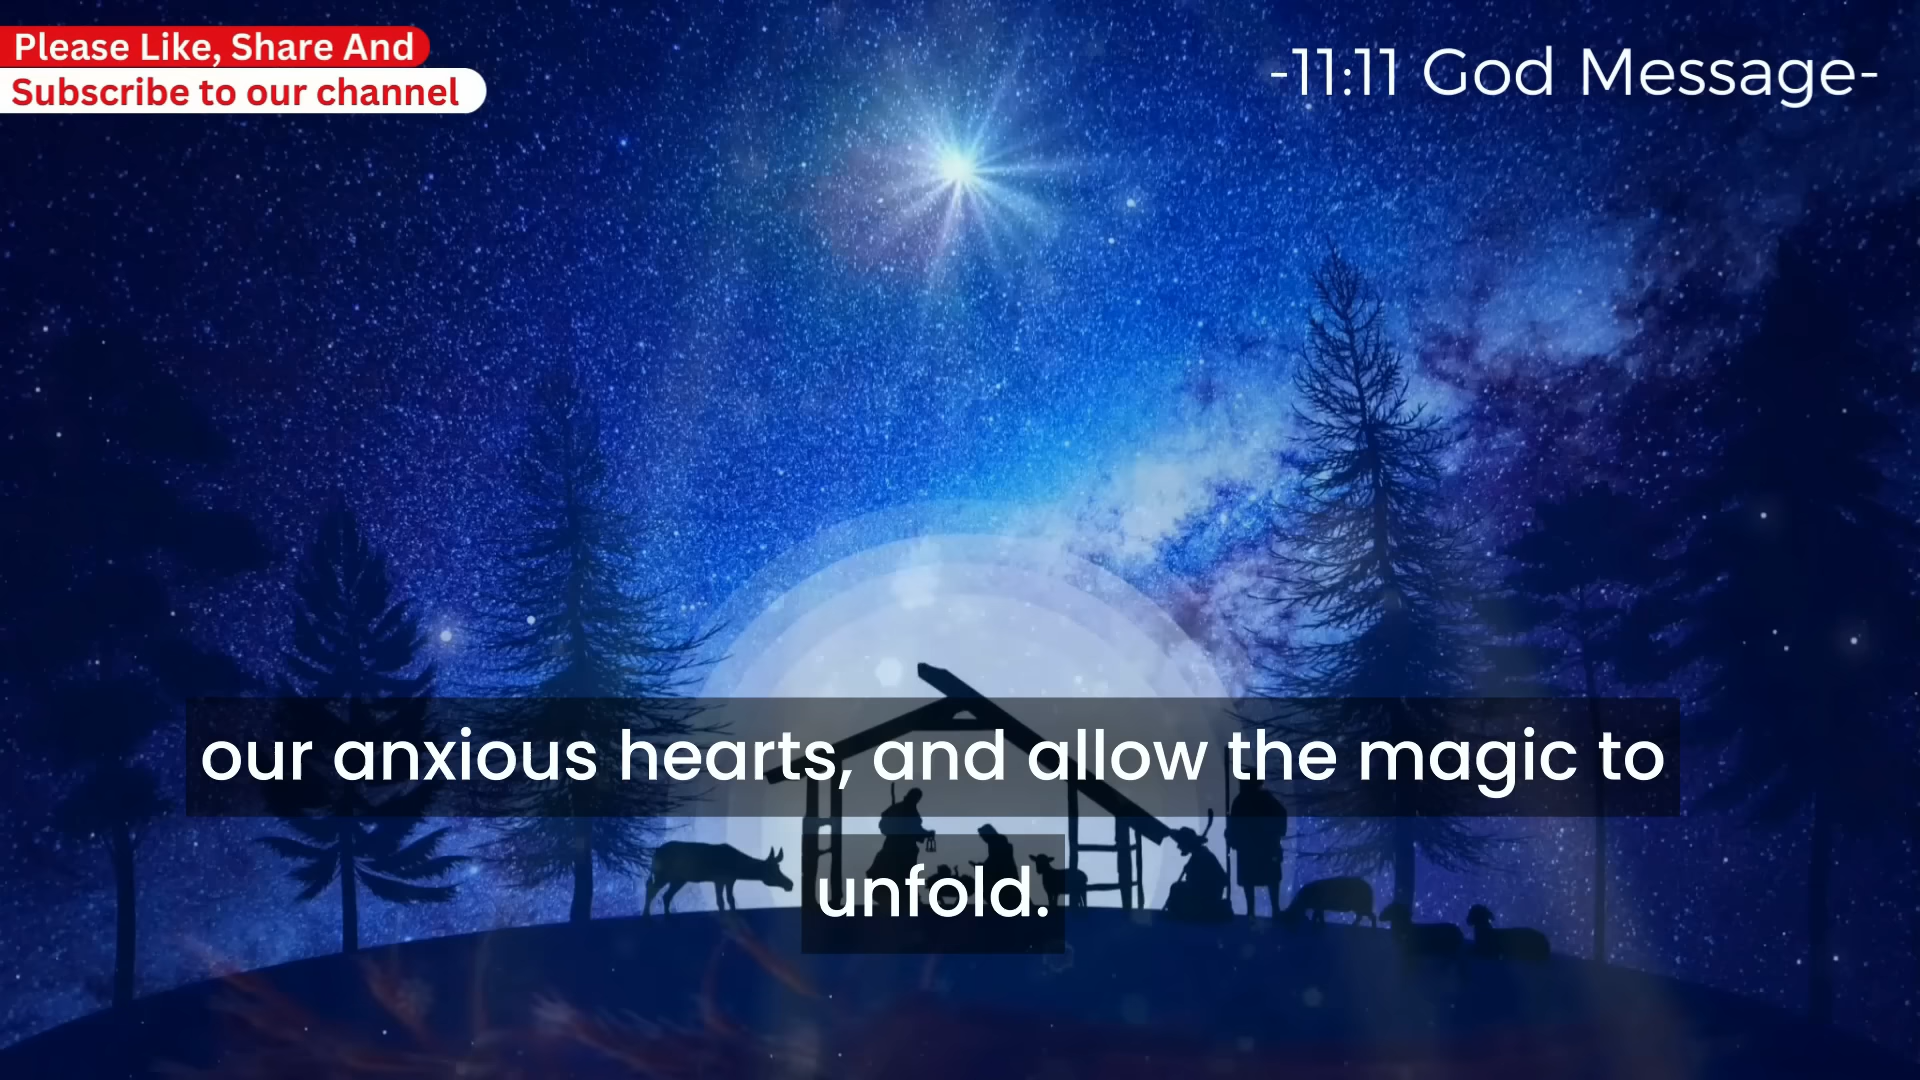 Please Like, Share And
Subscribe to our channel
-11:11 God Message-
our anxious hearts, and allow the magic to
unfold.